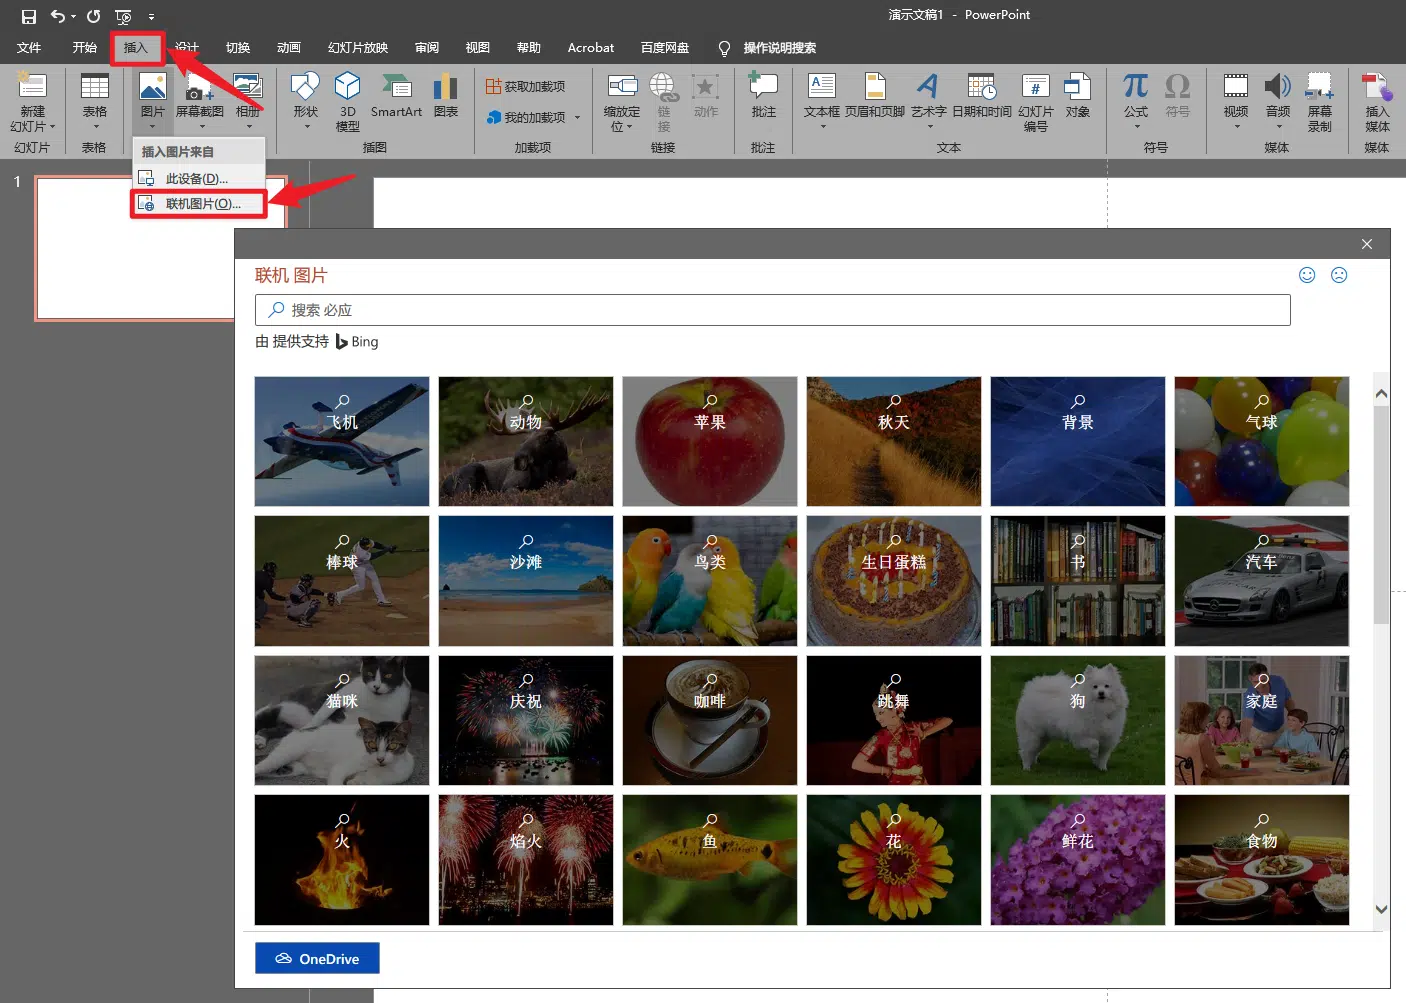 演示文稿1 - PowerPoint
文件 开始 插入 设计 切换 动画 幻灯片放映 审阅 视图 帮助 Acrobat 百度网盘 操作说明搜索
新建
幻灯片
表格
图片
屏幕截图
相册
形状
3D
模型
SmartArt
图表
获取加载项
我的加载项
缩放定
位
链
接
动作
批注
文本框
页眉和页脚
艺术字
日期和时间
幻灯片
编号
对象
公式
符号
视频
音频
屏幕
录制
插入
媒体
幻灯片 表格 插图 加载项 链接 批注 文本 符号 媒体 媒体
插入图片来自
此设备(D)...
联机图片(O)...
1
联机 图片
搜索 必应
由 提供支持 Bing
飞机 动物 苹果 秋天 背景 气球
棒球 沙滩 鸟类 生日蛋糕 书 汽车
猫咪 庆祝 咖啡 跳舞 狗 家庭
火 焰火 鱼 花 鲜花 食物
OneDrive